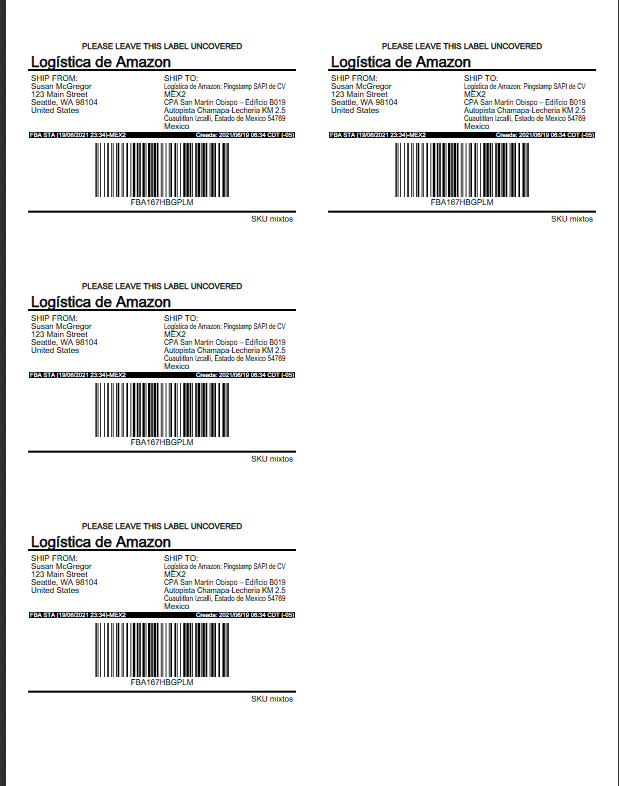 PLEASE LEAVE THIS LABEL UNCOVERED
Logística de Amazon
SHIP FROM:
Susan McGregor
123 Main Street
Seattle, WA 98104
United States
SHIP TO:
Logística de Amazon: Pingstamp SAPI de CV
MEX2
CPA San Martin Obispo – Edificio B019
Autopista Chamapa-Lecheria KM 2.5
Cuautitlan Izcalli, Estado de Mexico 54769
Mexico
FBA STA (19/06/2021 23:34)-MEX2 Creada: 2021/06/19 06:34 CDT (-05)
FBA167HBGPLM
SKU mixtos
PLEASE LEAVE THIS LABEL UNCOVERED
Logística de Amazon
SHIP FROM:
Susan McGregor
123 Main Street
Seattle, WA 98104
United States
SHIP TO:
Logística de Amazon: Pingstamp SAPI de CV
MEX2
CPA San Martin Obispo – Edificio B019
Autopista Chamapa-Lecheria KM 2.5
Cuautitlan Izcalli, Estado de Mexico 54769
Mexico
FBA STA (19/06/2021 23:34)-MEX2 Creada: 2021/06/19 06:34 CDT (-05)
FBA167HBGPLM
SKU mixtos
PLEASE LEAVE THIS LABEL UNCOVERED
Logística de Amazon
SHIP FROM:
Susan McGregor
123 Main Street
Seattle, WA 98104
United States
SHIP TO:
Logística de Amazon: Pingstamp SAPI de CV
MEX2
CPA San Martin Obispo – Edificio B019
Autopista Chamapa-Lecheria KM 2.5
Cuautitlan Izcalli, Estado de Mexico 54769
Mexico
FBA STA (19/06/2021 23:34)-MEX2 Creada: 2021/06/19 06:34 CDT (-05)
FBA167HBGPLM
SKU mixtos
PLEASE LEAVE THIS LABEL UNCOVERED
Logística de Amazon
SHIP FROM:
Susan McGregor
123 Main Street
Seattle, WA 98104
United States
SHIP TO:
Logística de Amazon: Pingstamp SAPI de CV
MEX2
CPA San Martin Obispo – Edificio B019
Autopista Chamapa-Lecheria KM 2.5
Cuautitlan Izcalli, Estado de Mexico 54769
Mexico
FBA STA (19/06/2021 23:34)-MEX2 Creada: 2021/06/19 06:34 CDT (-05)
FBA167HBGPLM
SKU mixtos